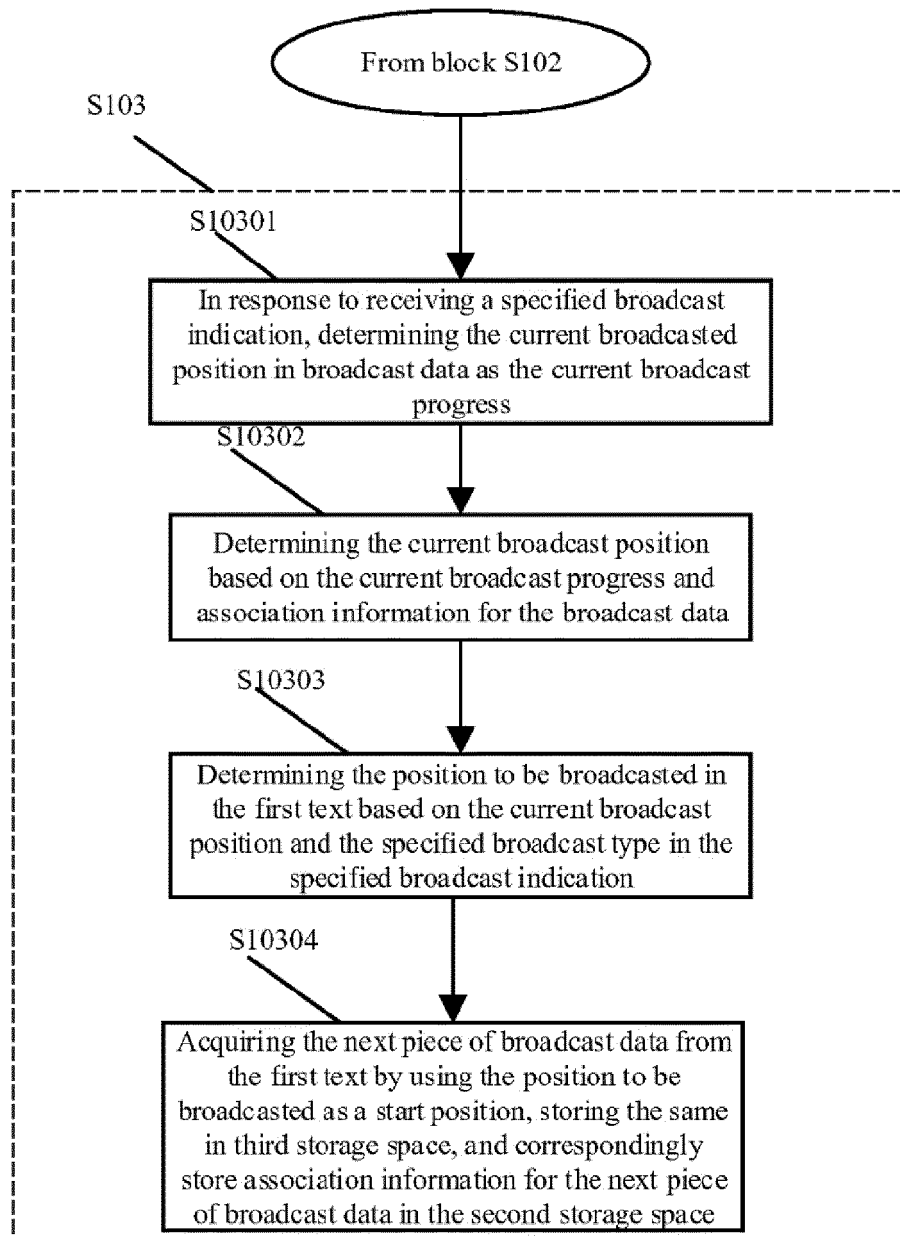 From block S102
S103
S10301
In response to receiving a specified broadcast
indication, determining the current broadcasted
position in broadcast data as the current broadcast
progress
S10302
Determining the current broadcast position
based on the current broadcast progress and
association information for the broadcast data
S10303
Determining the position to be broadcasted in
the first text based on the current broadcast
position and the specified broadcast type in the
specified broadcast indication
S10304
Acquiring the next piece of broadcast data from
the first text by using the position to be
broadcasted as a start position, storing the same
in third storage space, and correspondingly
store association information for the next piece
of broadcast data in the second storage space